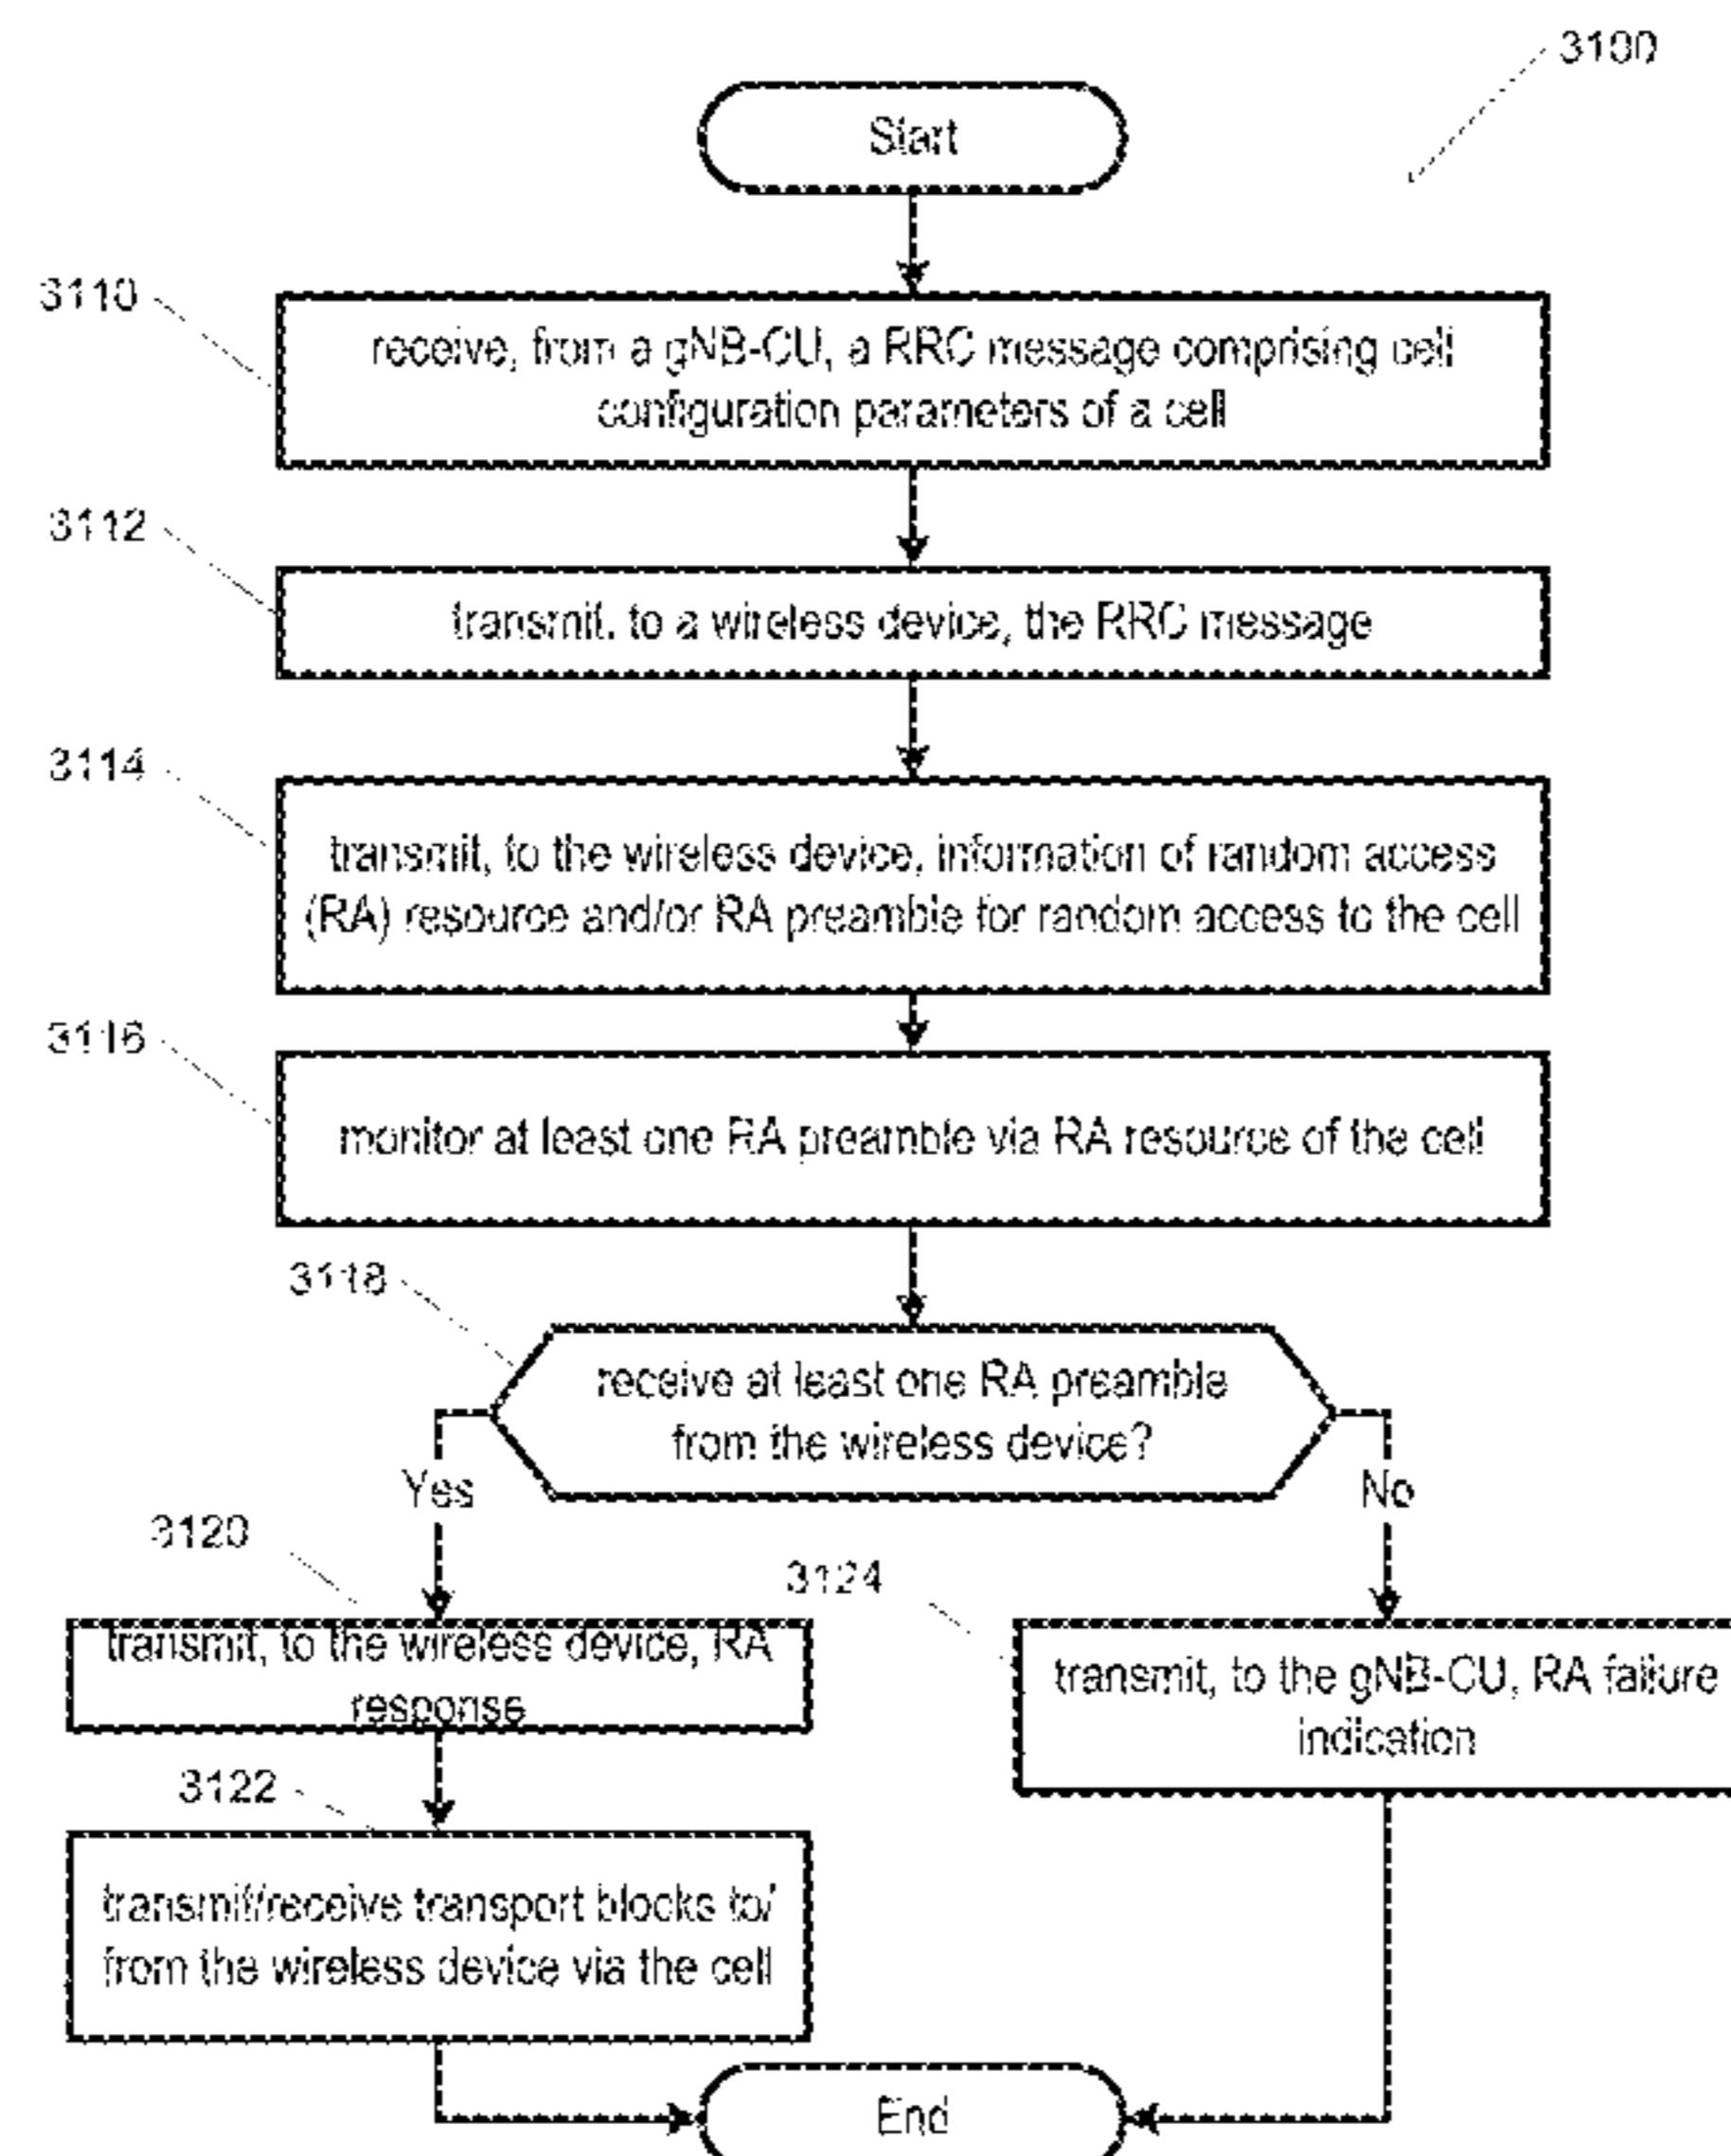 3100
Start
3110
receive, from a gNB-CU, a RRC message comprising cell
configuration parameters of a cell
3112
transmit, to a wireless device, the RRC message
3114
transmit, to the wireless device, information of random access
(RA) resource and/or RA preamble for random access to the cell
3116
monitor at least one RA preamble via RA resource of the cell
3118
receive at least one RA preamble
from the wireless device?
Yes
No
3120
3124
transmit, to the wireless device, RA
response
transmit, to the gNB-CU, RA failure
indication
3122
transmit/receive transport blocks to/
from the wireless device via the cell
End